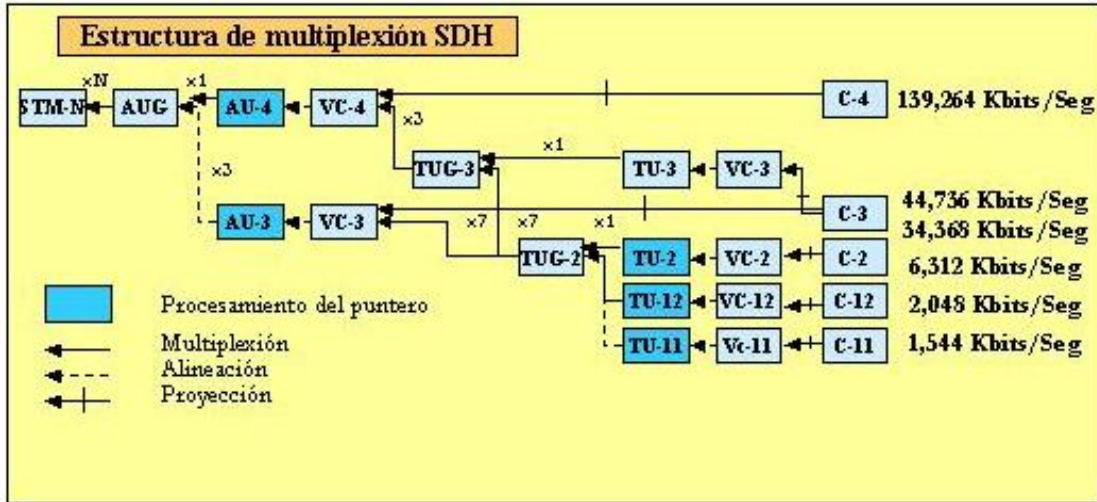 Estructura de multiplexión SDH
xN
x1
STM-N
AUG
AU-4
VC-4
C-4
139,264 Kbits/Seg
x3
x1
TUG-3
TU-3
VC-3
x3
44,736 Kbits/Seg
AU-3
VC-3
x7
x7
x1
C-3
34,368 Kbits/Seg
TUG-2
TU-2
VC-2
C-2
6,312 Kbits/Seg
Procesamiento del puntero
TU-12
VC-12
C-12
2,048 Kbits/Seg
Multiplexión
TU-11
Vc-11
C-11
1,544 Kbits/Seg
Alineación
Proyección